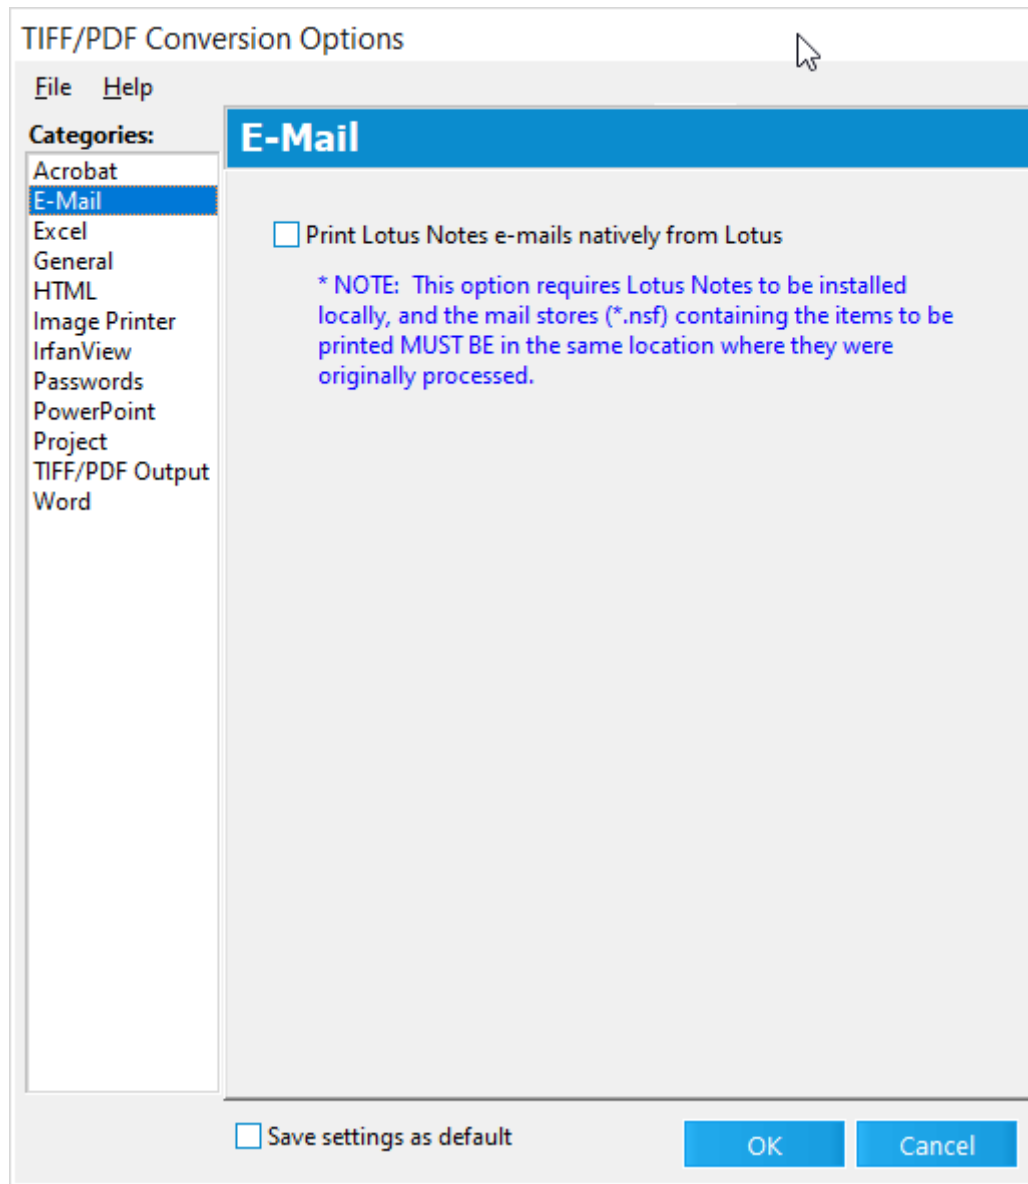 TIFF/PDF Conversion Options
File Help
Categories:
Acrobat
E-Mail
Excel
General
HTML
Image Printer
IrfanView
Passwords
PowerPoint
Project
TIFF/PDF Output
Word
E-Mail
Print Lotus Notes e-mails natively from Lotus
* NOTE: This option requires Lotus Notes to be installed
locally, and the mail stores (*.nsf) containing the items to be
printed MUST BE in the same location where they were
originally processed.
Save settings as default
OK
Cancel